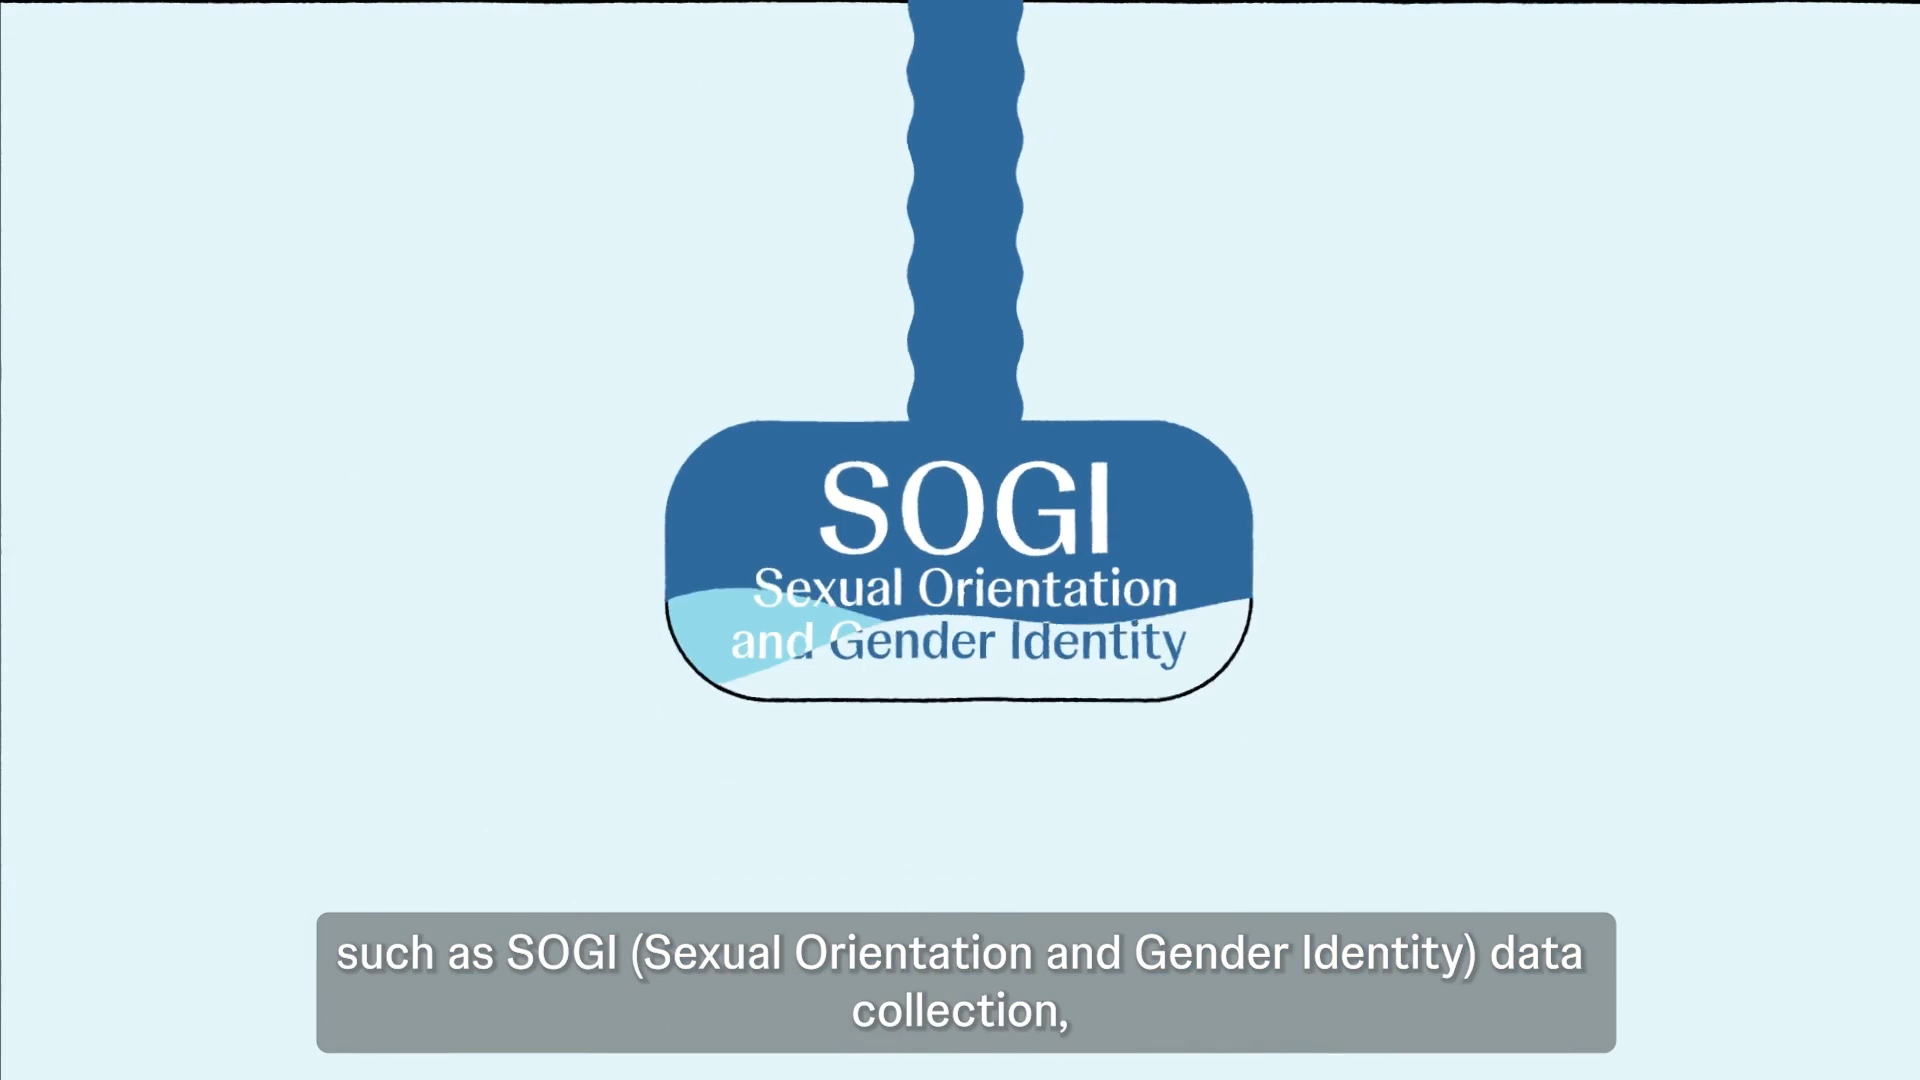 SOGI
Sexual Orientation
and Gender Identity
such as SOGI (Sexual Orientation and Gender Identity) data
collection,